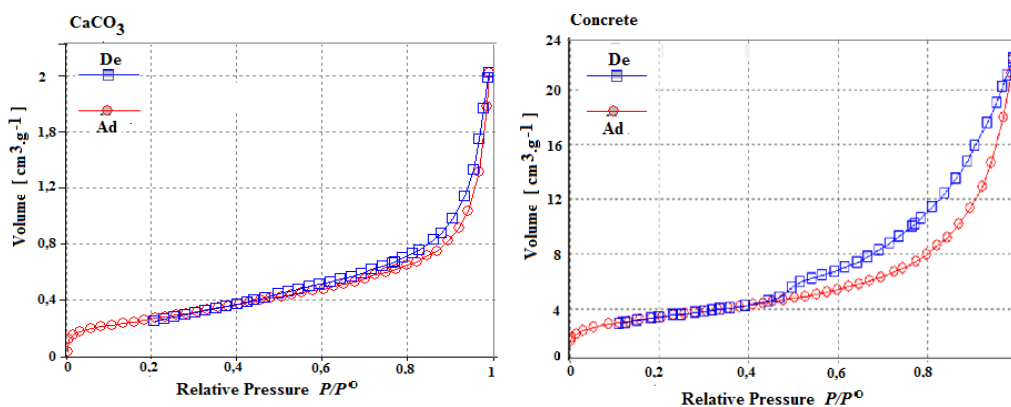 CaCO3
De
Ad
2
1,8
1,2
0,8
0,4
0
0 0,2 0,4 0,6 0,8 1
Volume [ cm3.g-1 ]
Relative Pressure P/P°
Concrete
De
Ad
24
20
16
12
8
4
0
0 0,2 0,4 0,6 0,8
Volume [ cm3.g-1 ]
Relative Pressure P/P°